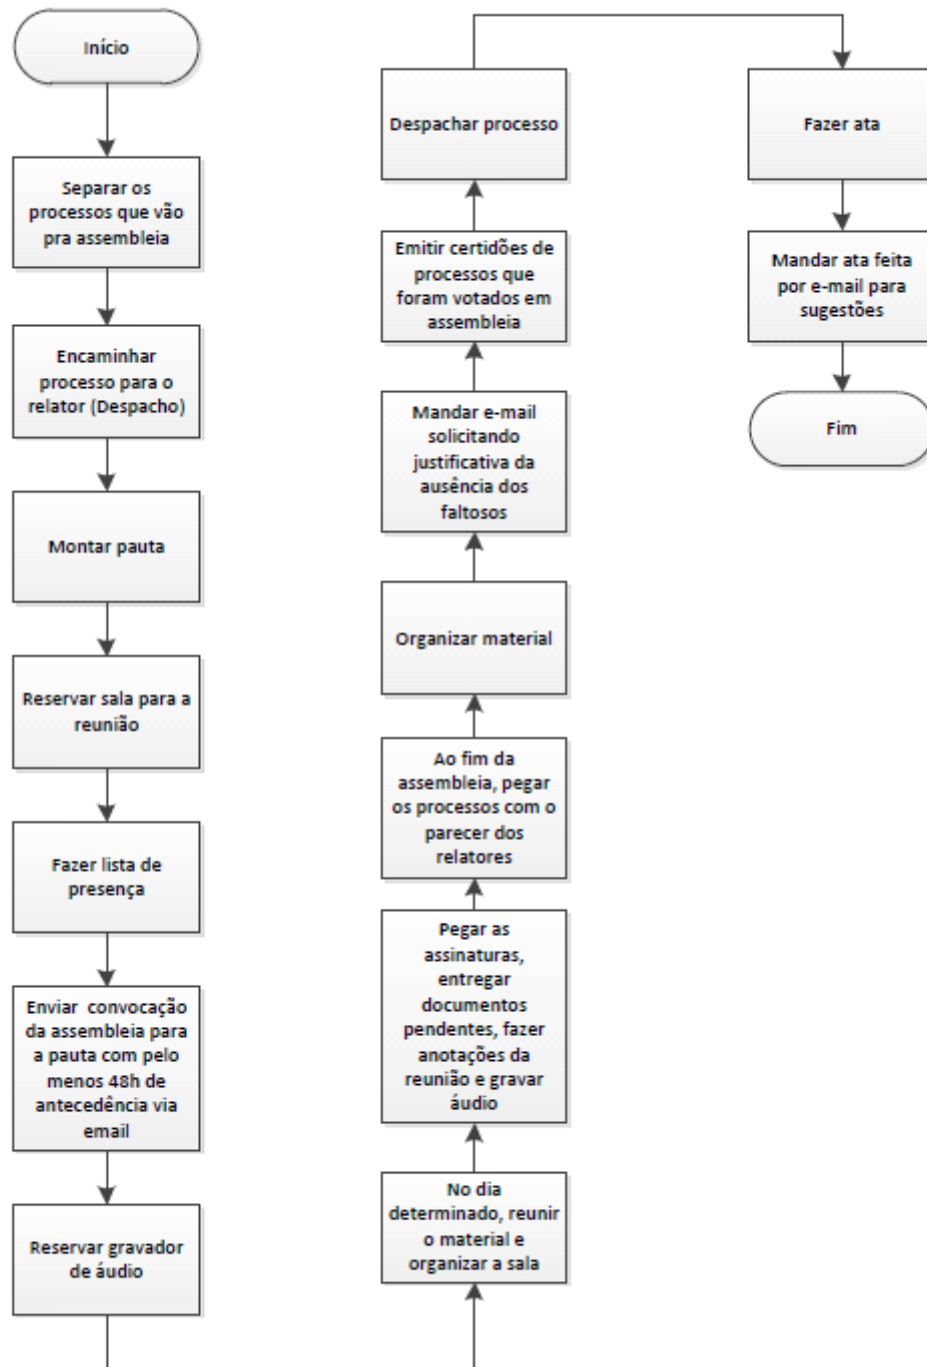 Início
Separar os
processos que vão
pra assembleia
Encaminhar
processo para o
relator (Despacho)
Montar pauta
Reservar sala para a
reunião
Fazer lista de
presença
Enviar convocação
da assembleia para
a pauta com pelo
menos 48h de
antecedência via
email
Reservar gravador
de áudio
No dia
determinado, reunir
o material e
organizar a sala
Pegar as
assinaturas,
entregar
documentos
pendentes, fazer
anotações da
reunião e gravar
áudio
Ao fim da
assembleia, pegar
os processos com o
parecer dos
relatores
Organizar material
Mandar e-mail
solicitando
justificativa da
ausência dos
faltosos
Emitir certidões de
processos que
foram votados em
assembleia
Despachar processo
Fazer ata
Mandar ata feita
por e-mail para
sugestões
Fim